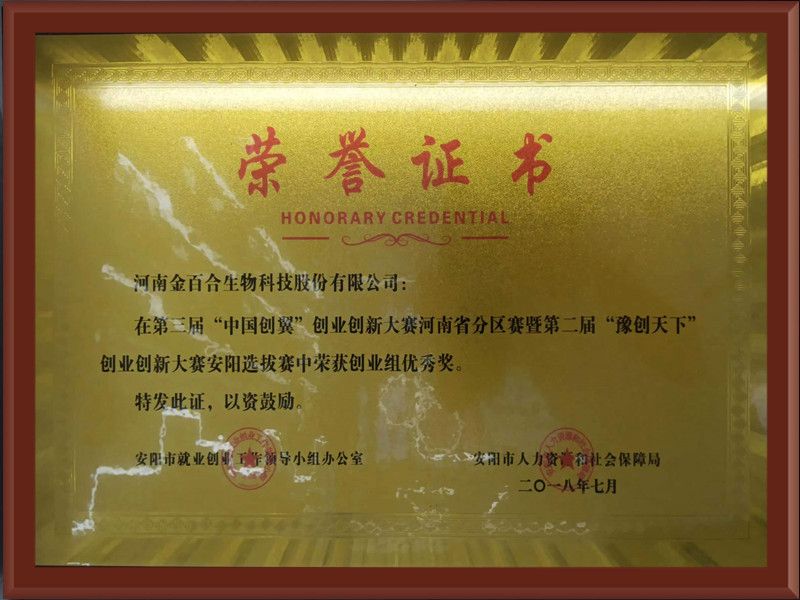 荣誉证书
HONORARY CREDENTIAL
河南金百合生物科技股份有限公司：
在第三届“中国创翼”创业创新大赛河南省分区赛暨第二届“豫创天下”
创业创新大赛安阳选拔赛中荣获创业组优秀奖。
特发此证，以资鼓励。
安阳市就业创业工作领导小组办公室 安阳市人力资源和社会保障局
二〇一八年七月